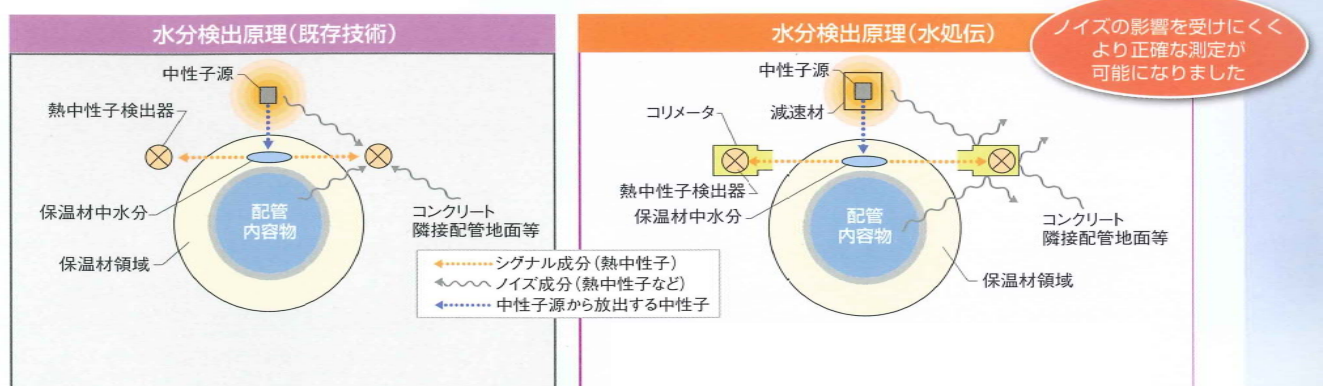 水分検出原理(既存技術)
中性子源
熱中性子検出器
保温材中水分
配管
内容物
コンクリート
隣接配管地面等
保温材領域
シグナル成分(熱中性子)
ノイズ成分(熱中性子など)
中性子源から放出する中性子
水分検出原理(水処伝)
ノイズの影響を受けにくく
より正確な測定が
可能になりました
中性子源
コリメータ
減速材
熱中性子検出器
保温材中水分
配管
内容物
コンクリート
隣接配管地面等
保温材領域